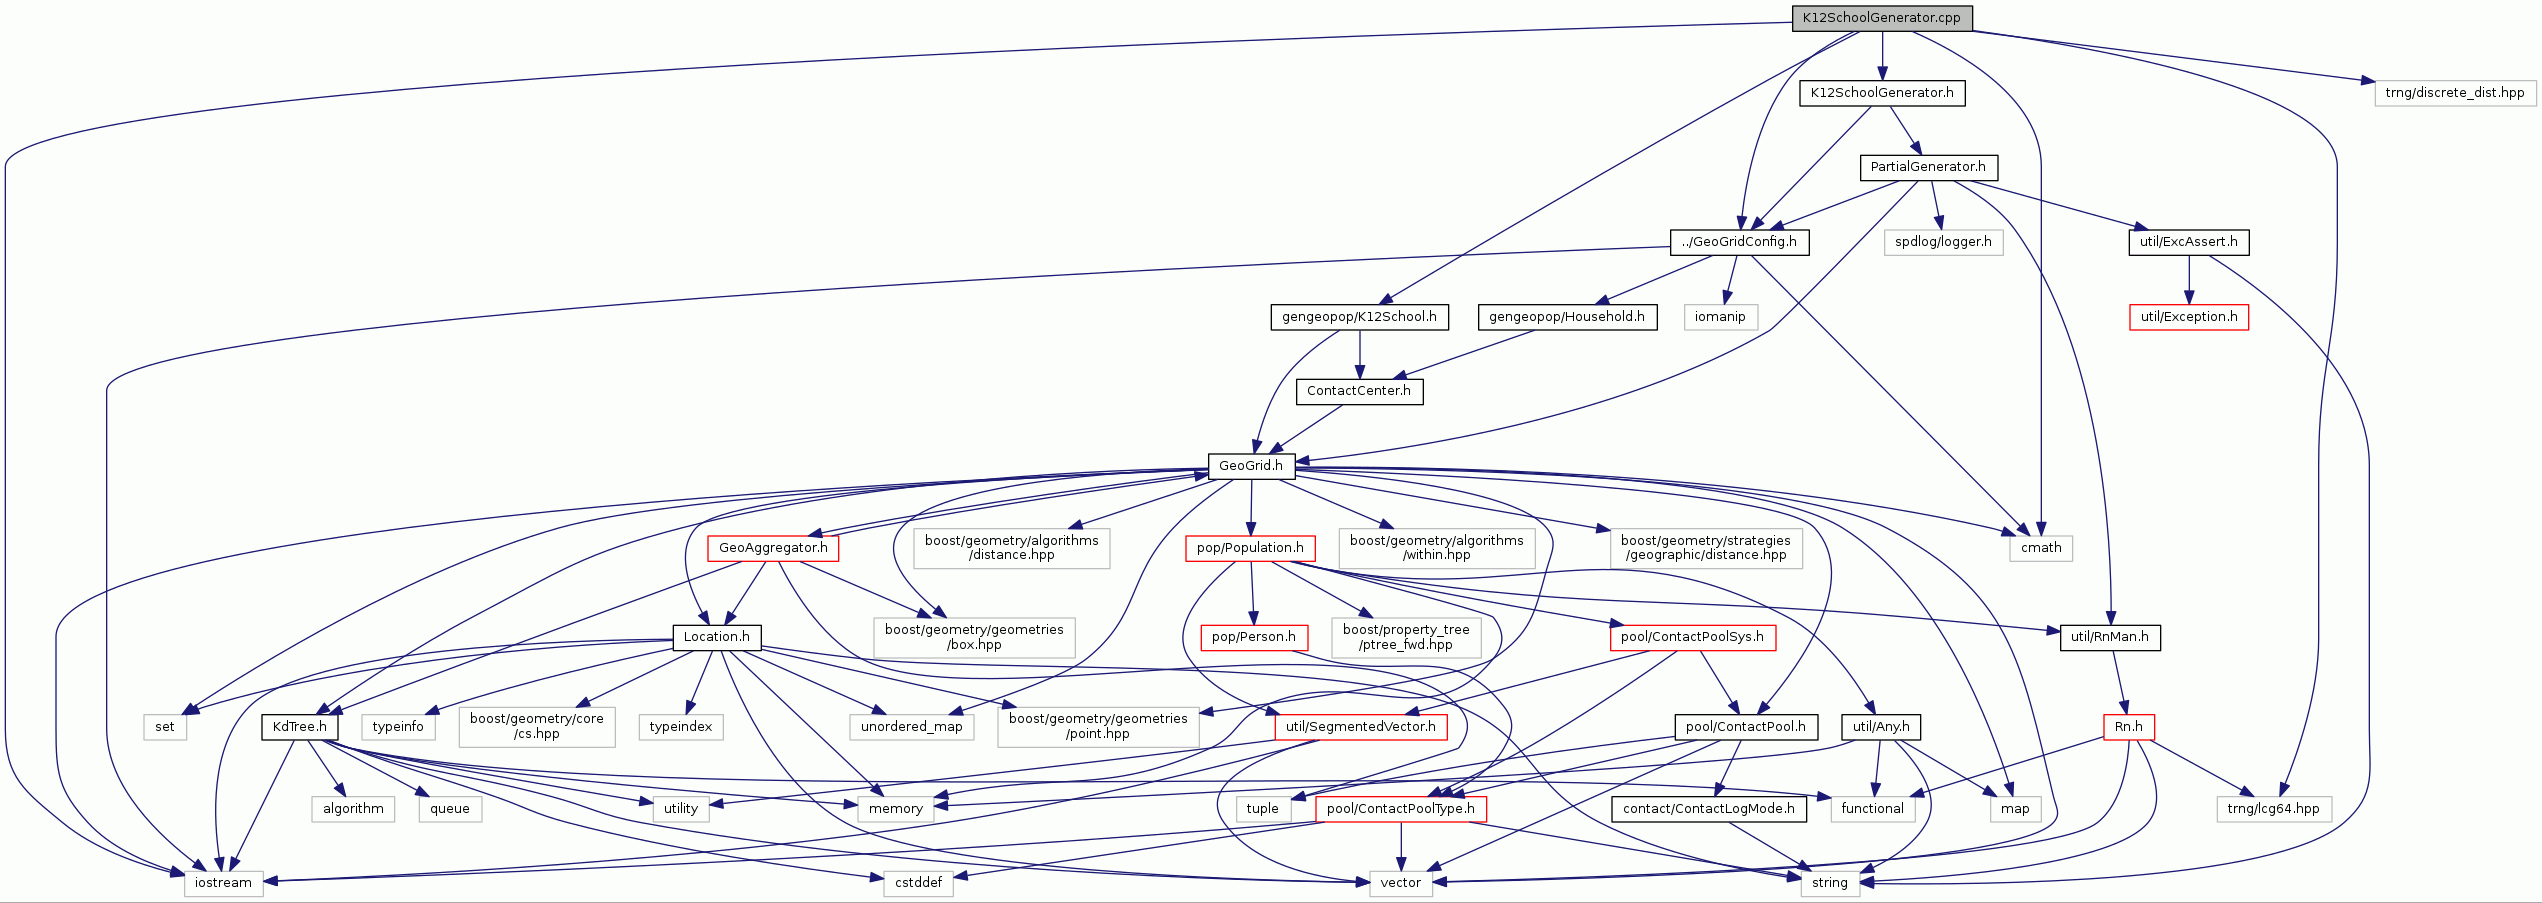 K12SchoolGenerator.cpp
K12SchoolGenerator.h
trng/discrete_dist.hpp
PartialGenerator.h
../GeoGridConfig.h
spdlog/logger.h
util/ExcAssert.h
gengeopop/K12School.h
gengeopop/Household.h
iomanip
util/Exception.h
ContactCenter.h
GeoGrid.h
GeoAggregator.h
boost/geometry/algorithms
/distance.hpp
pop/Population.h
boost/geometry/algorithms
/within.hpp
boost/geometry/strategies
/geographic/distance.hpp
cmath
Location.h
boost/geometry/geometries
/box.hpp
pop/Person.h
boost/property_tree
/ptree_fwd.hpp
pool/ContactPoolSys.h
util/RnMan.h
set
KdTree.h
typeinfo
boost/geometry/core
/cs.hpp
typeindex
unordered_map
boost/geometry/geometries
/point.hpp
util/SegmentedVector.h
pool/ContactPool.h
util/Any.h
Rn.h
algorithm
queue
utility
memory
tuple
pool/ContactPoolType.h
contact/ContactLogMode.h
functional
map
trng/lcg64.hpp
iostream
cstddef
vector
string